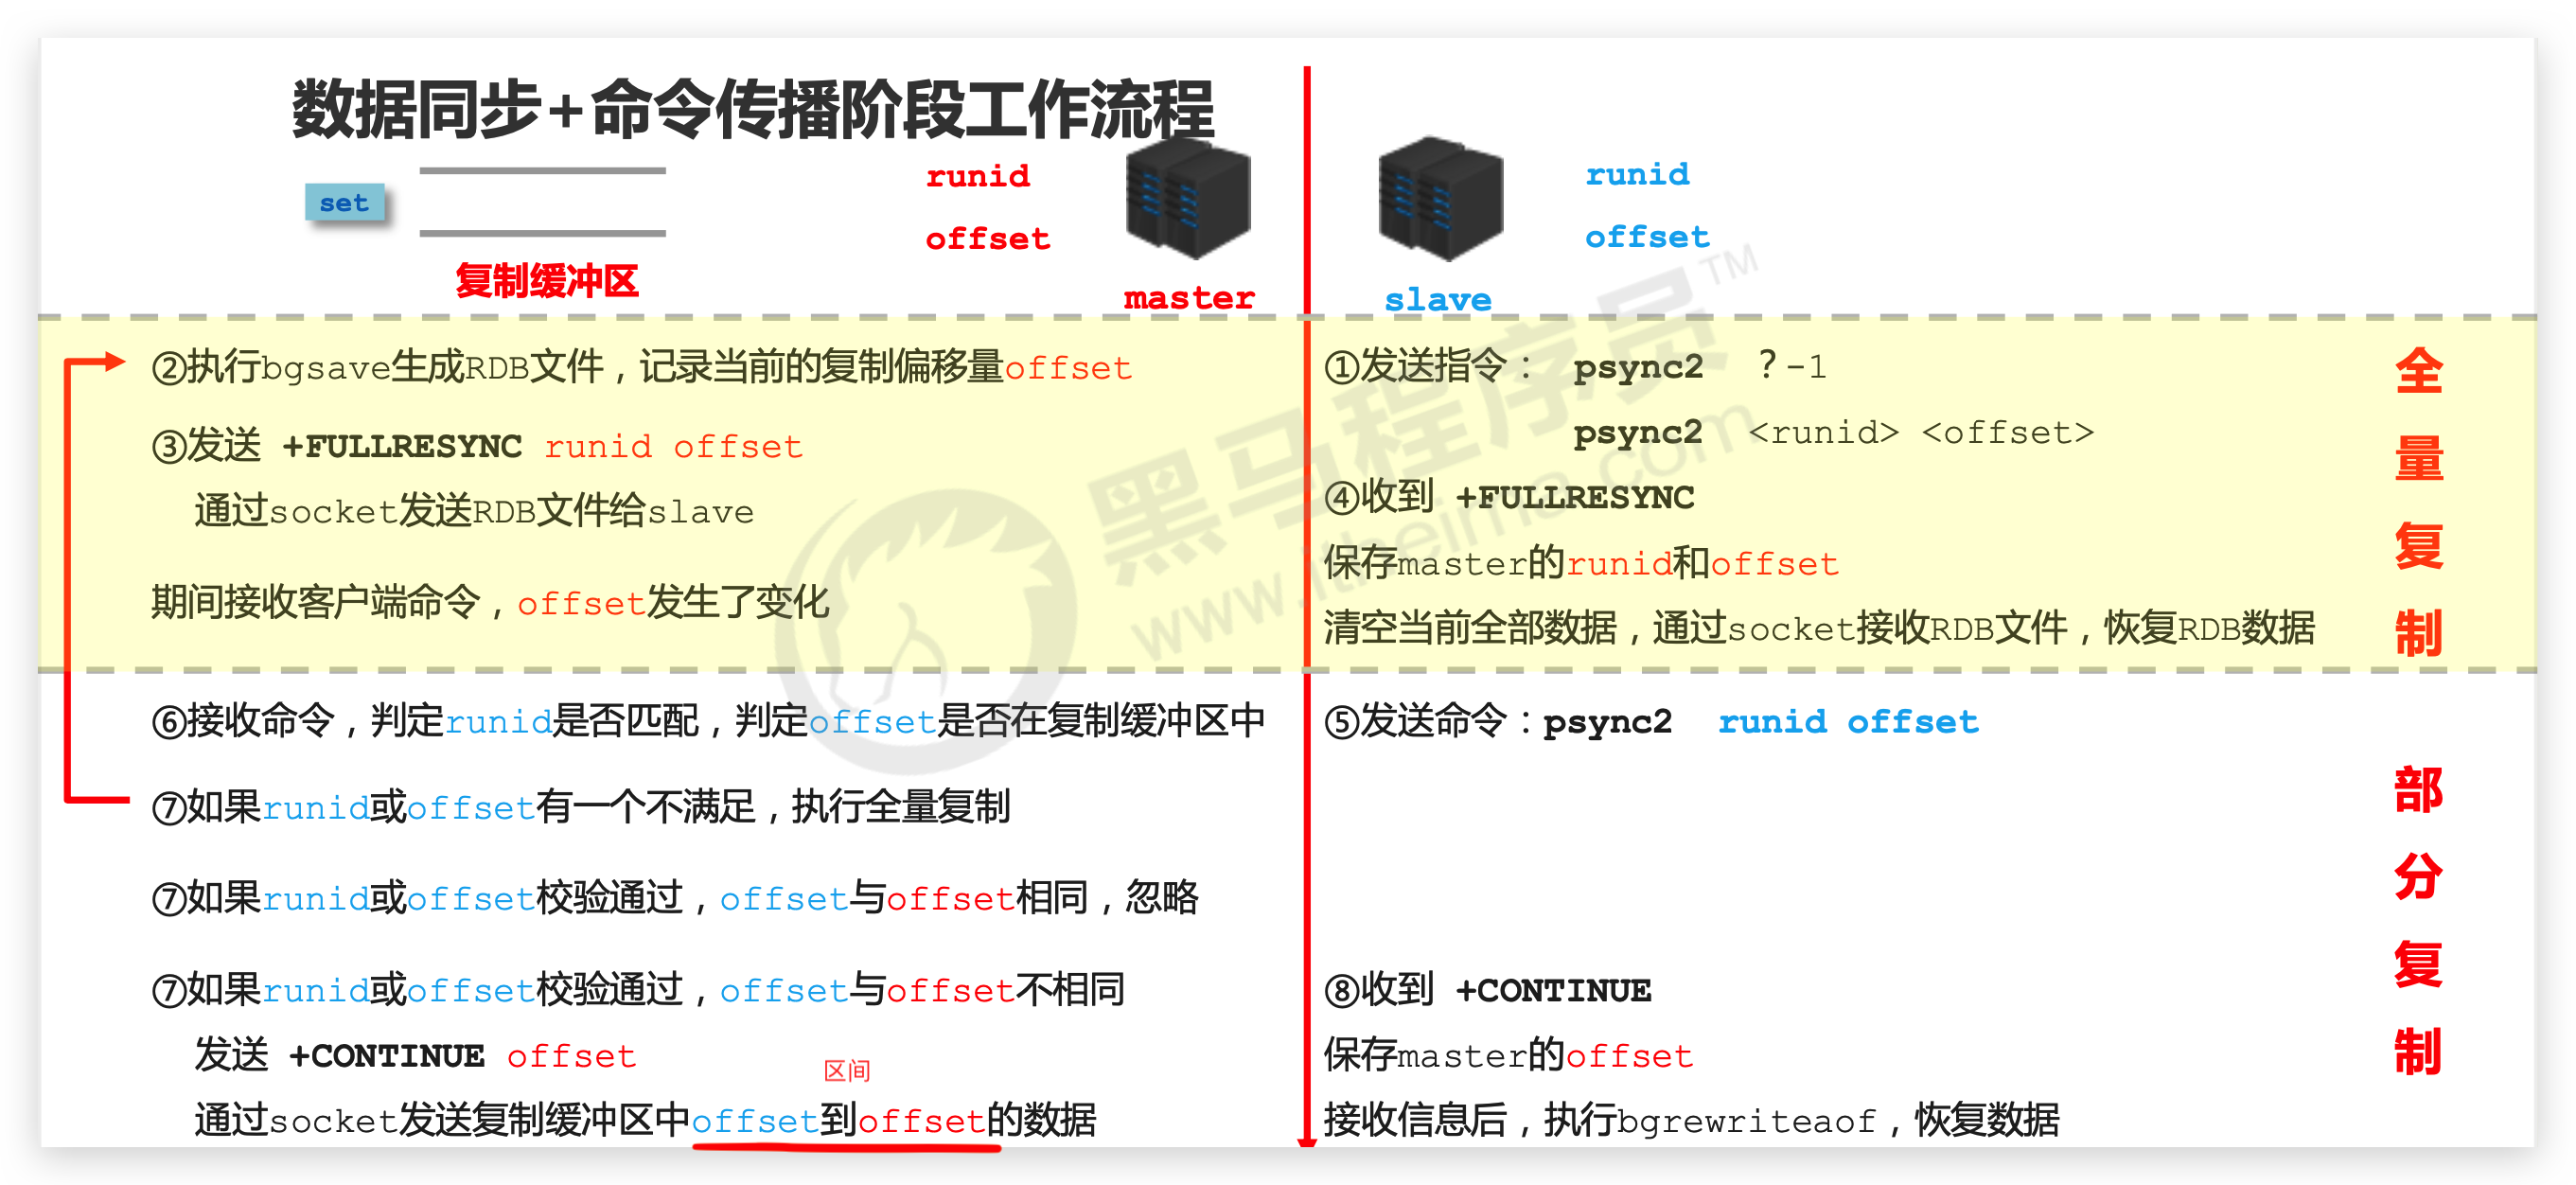 数据同步+命令传播阶段工作流程
set
复制缓冲区
runid
offset
master
runid
offset
slave
②执行bgsave生成RDB文件，记录当前的复制偏移量offset
③发送 +FULLRESYNC runid offset
通过socket发送RDB文件给slave
期间接收客户端命令，offset发生了变化
①发送指令： psync2 ？-1
psync2 <runid> <offset>
④收到 +FULLRESYNC
保存master的runid和offset
清空当前全部数据，通过socket接收RDB文件，恢复RDB数据
全
量
复
制
⑥接收命令，判定runid是否匹配，判定offset是否在复制缓冲区中
⑦如果runid或offset有一个不满足，执行全量复制
⑦如果runid或offset校验通过，offset与offset相同，忽略
⑦如果runid或offset校验通过，offset与offset不相同
发送 +CONTINUE offset
区间
通过socket发送复制缓冲区中offset到offset的数据
⑤发送命令：psync2 runid offset
⑧收到 +CONTINUE
保存master的offset
接收信息后，执行bgrewriteaof，恢复数据
部
分
复
制
黑马程序员™
www.itheima.com